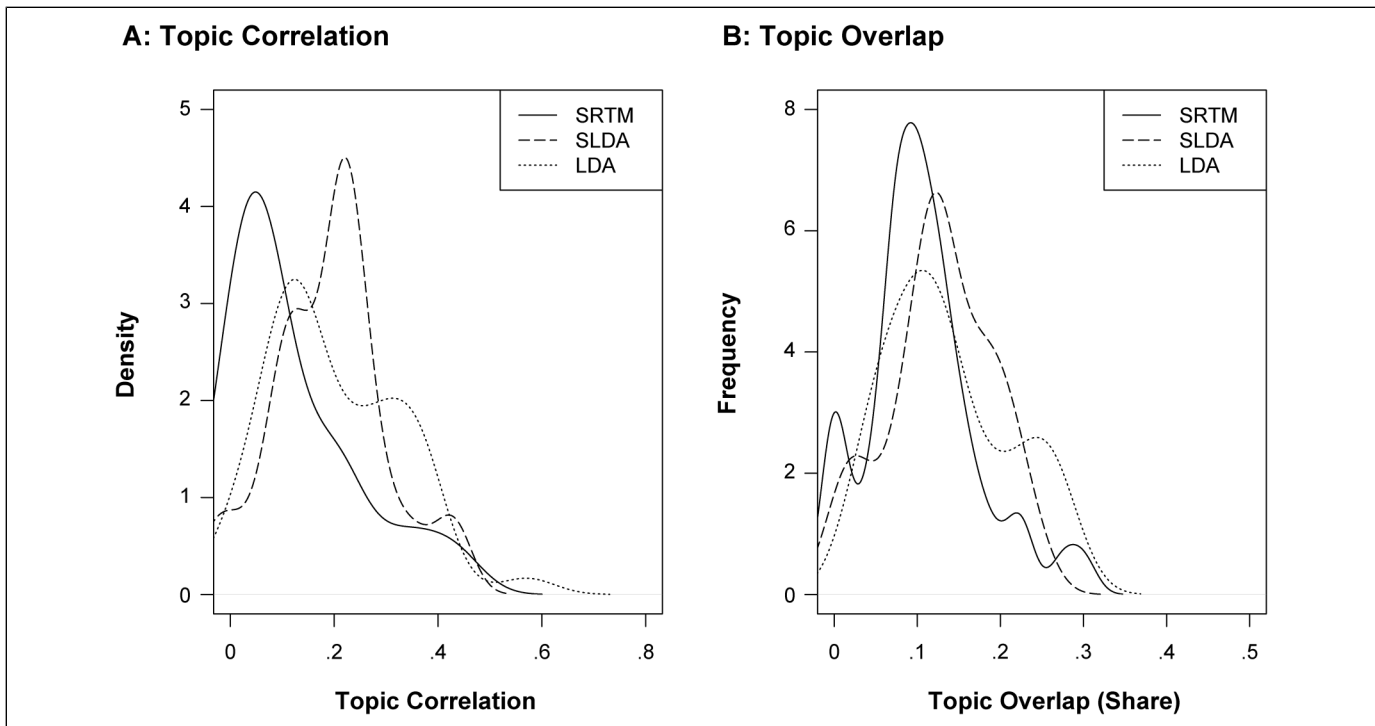 A: Topic Correlation
5
4
3
2
1
0
Density
0 .2 .4 .6 .8
Topic Correlation
SRTM
SLDA
LDA
B: Topic Overlap
8
6
4
2
0
Frequency
0 .1 .2 .3 .4 .5
Topic Overlap (Share)
SRTM
SLDA
LDA